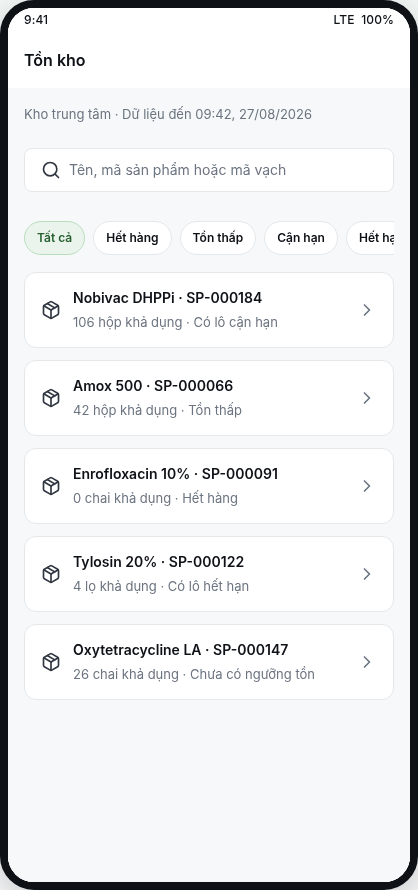 9:41
LTE 100%
Tồn kho
Kho trung tâm · Dữ liệu đến 09:42, 27/08/2026
Tên, mã sản phẩm hoặc mã vạch
Tất cả
Hết hàng
Tồn thấp
Cận hạn
Hết hạ
Nobivac DHPPi · SP-000184
106 hộp khả dụng · Có lô cận hạn
Amox 500 · SP-000066
42 hộp khả dụng · Tồn thấp
Enrofloxacin 10% · SP-000091
0 chai khả dụng · Hết hàng
Tylosin 20% · SP-000122
4 lọ khả dụng · Có lô hết hạn
Oxytetracycline LA · SP-000147
26 chai khả dụng · Chưa có ngưỡng tồn